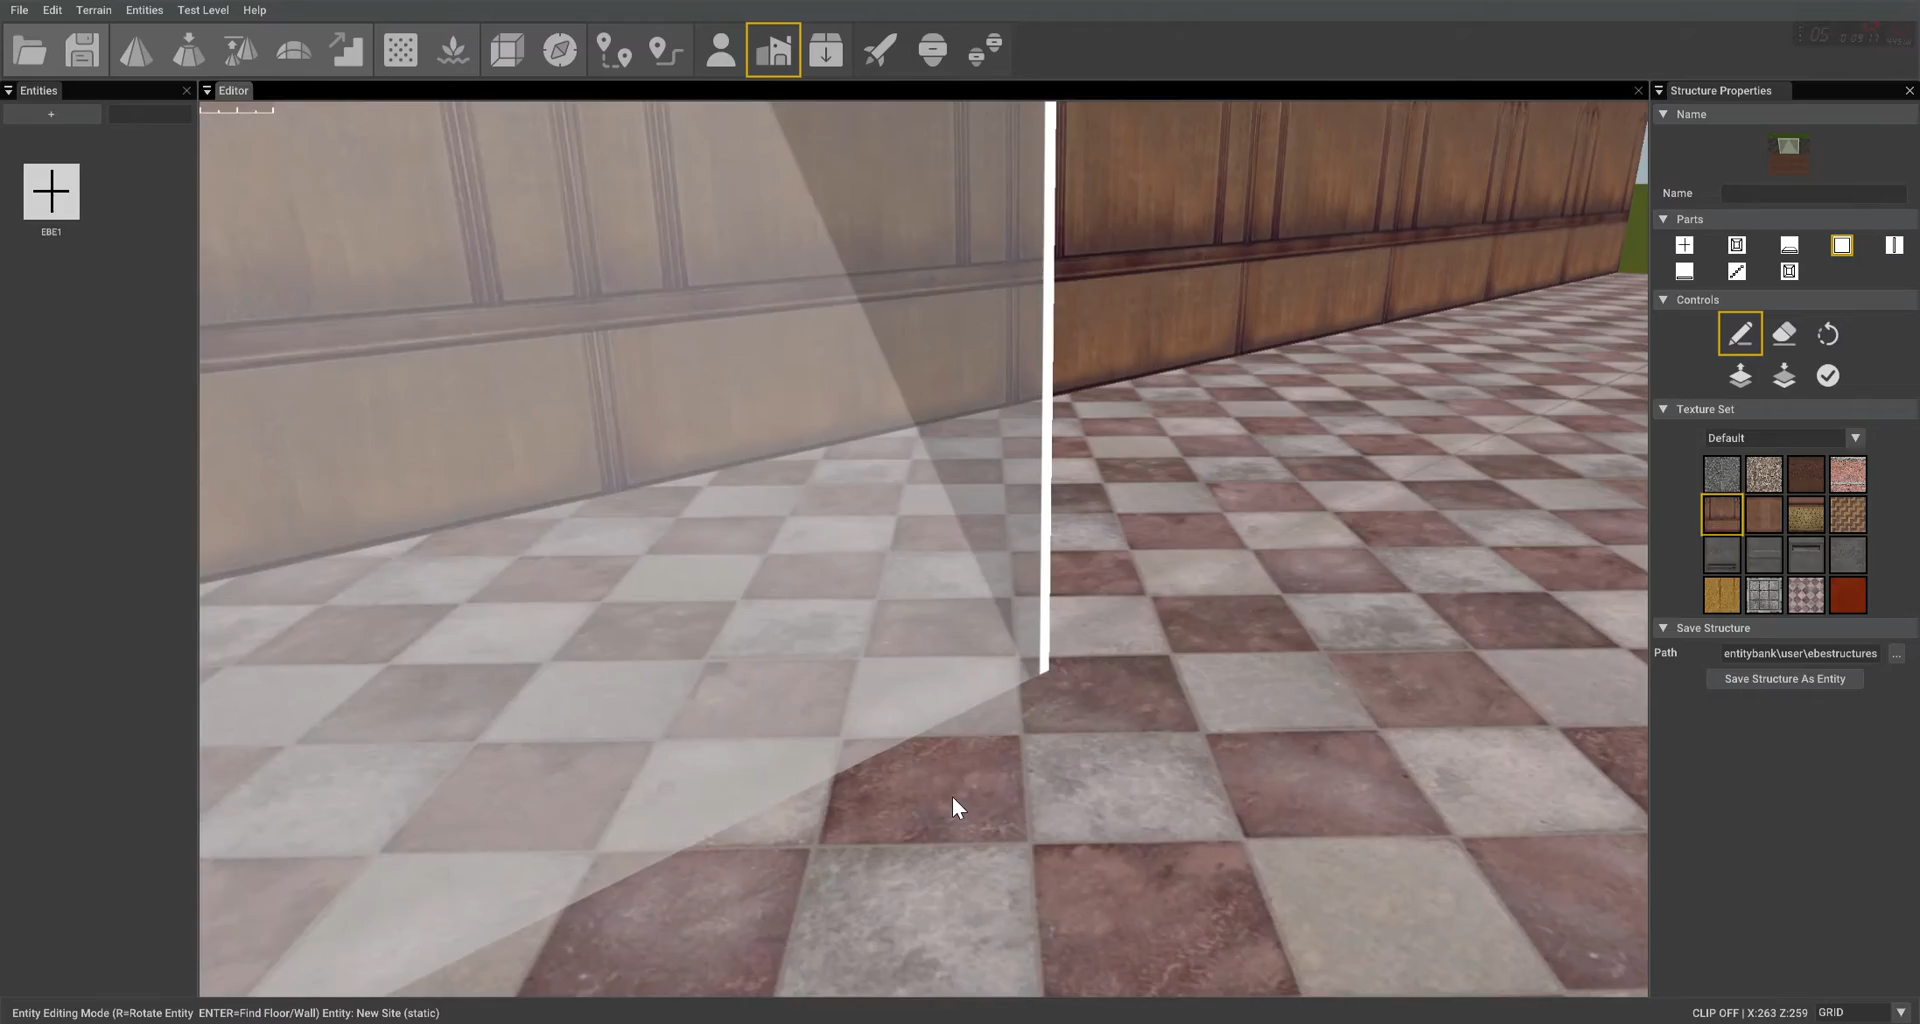 File Edit Terrain Entities Test Level Help
Entities
Editor
Structure Properties
+
Name
EBE1
Name
Parts
Controls
Texture Set
Default
Save Structure
Path entitybank\user\ebestructures ...
Save Structure As Entity
Entity Editing Mode (R=Rotate Entity ENTER=Find Floor/Wall) Entity: New Site (static)
CLIP OFF | X:263 Z:259 GRID